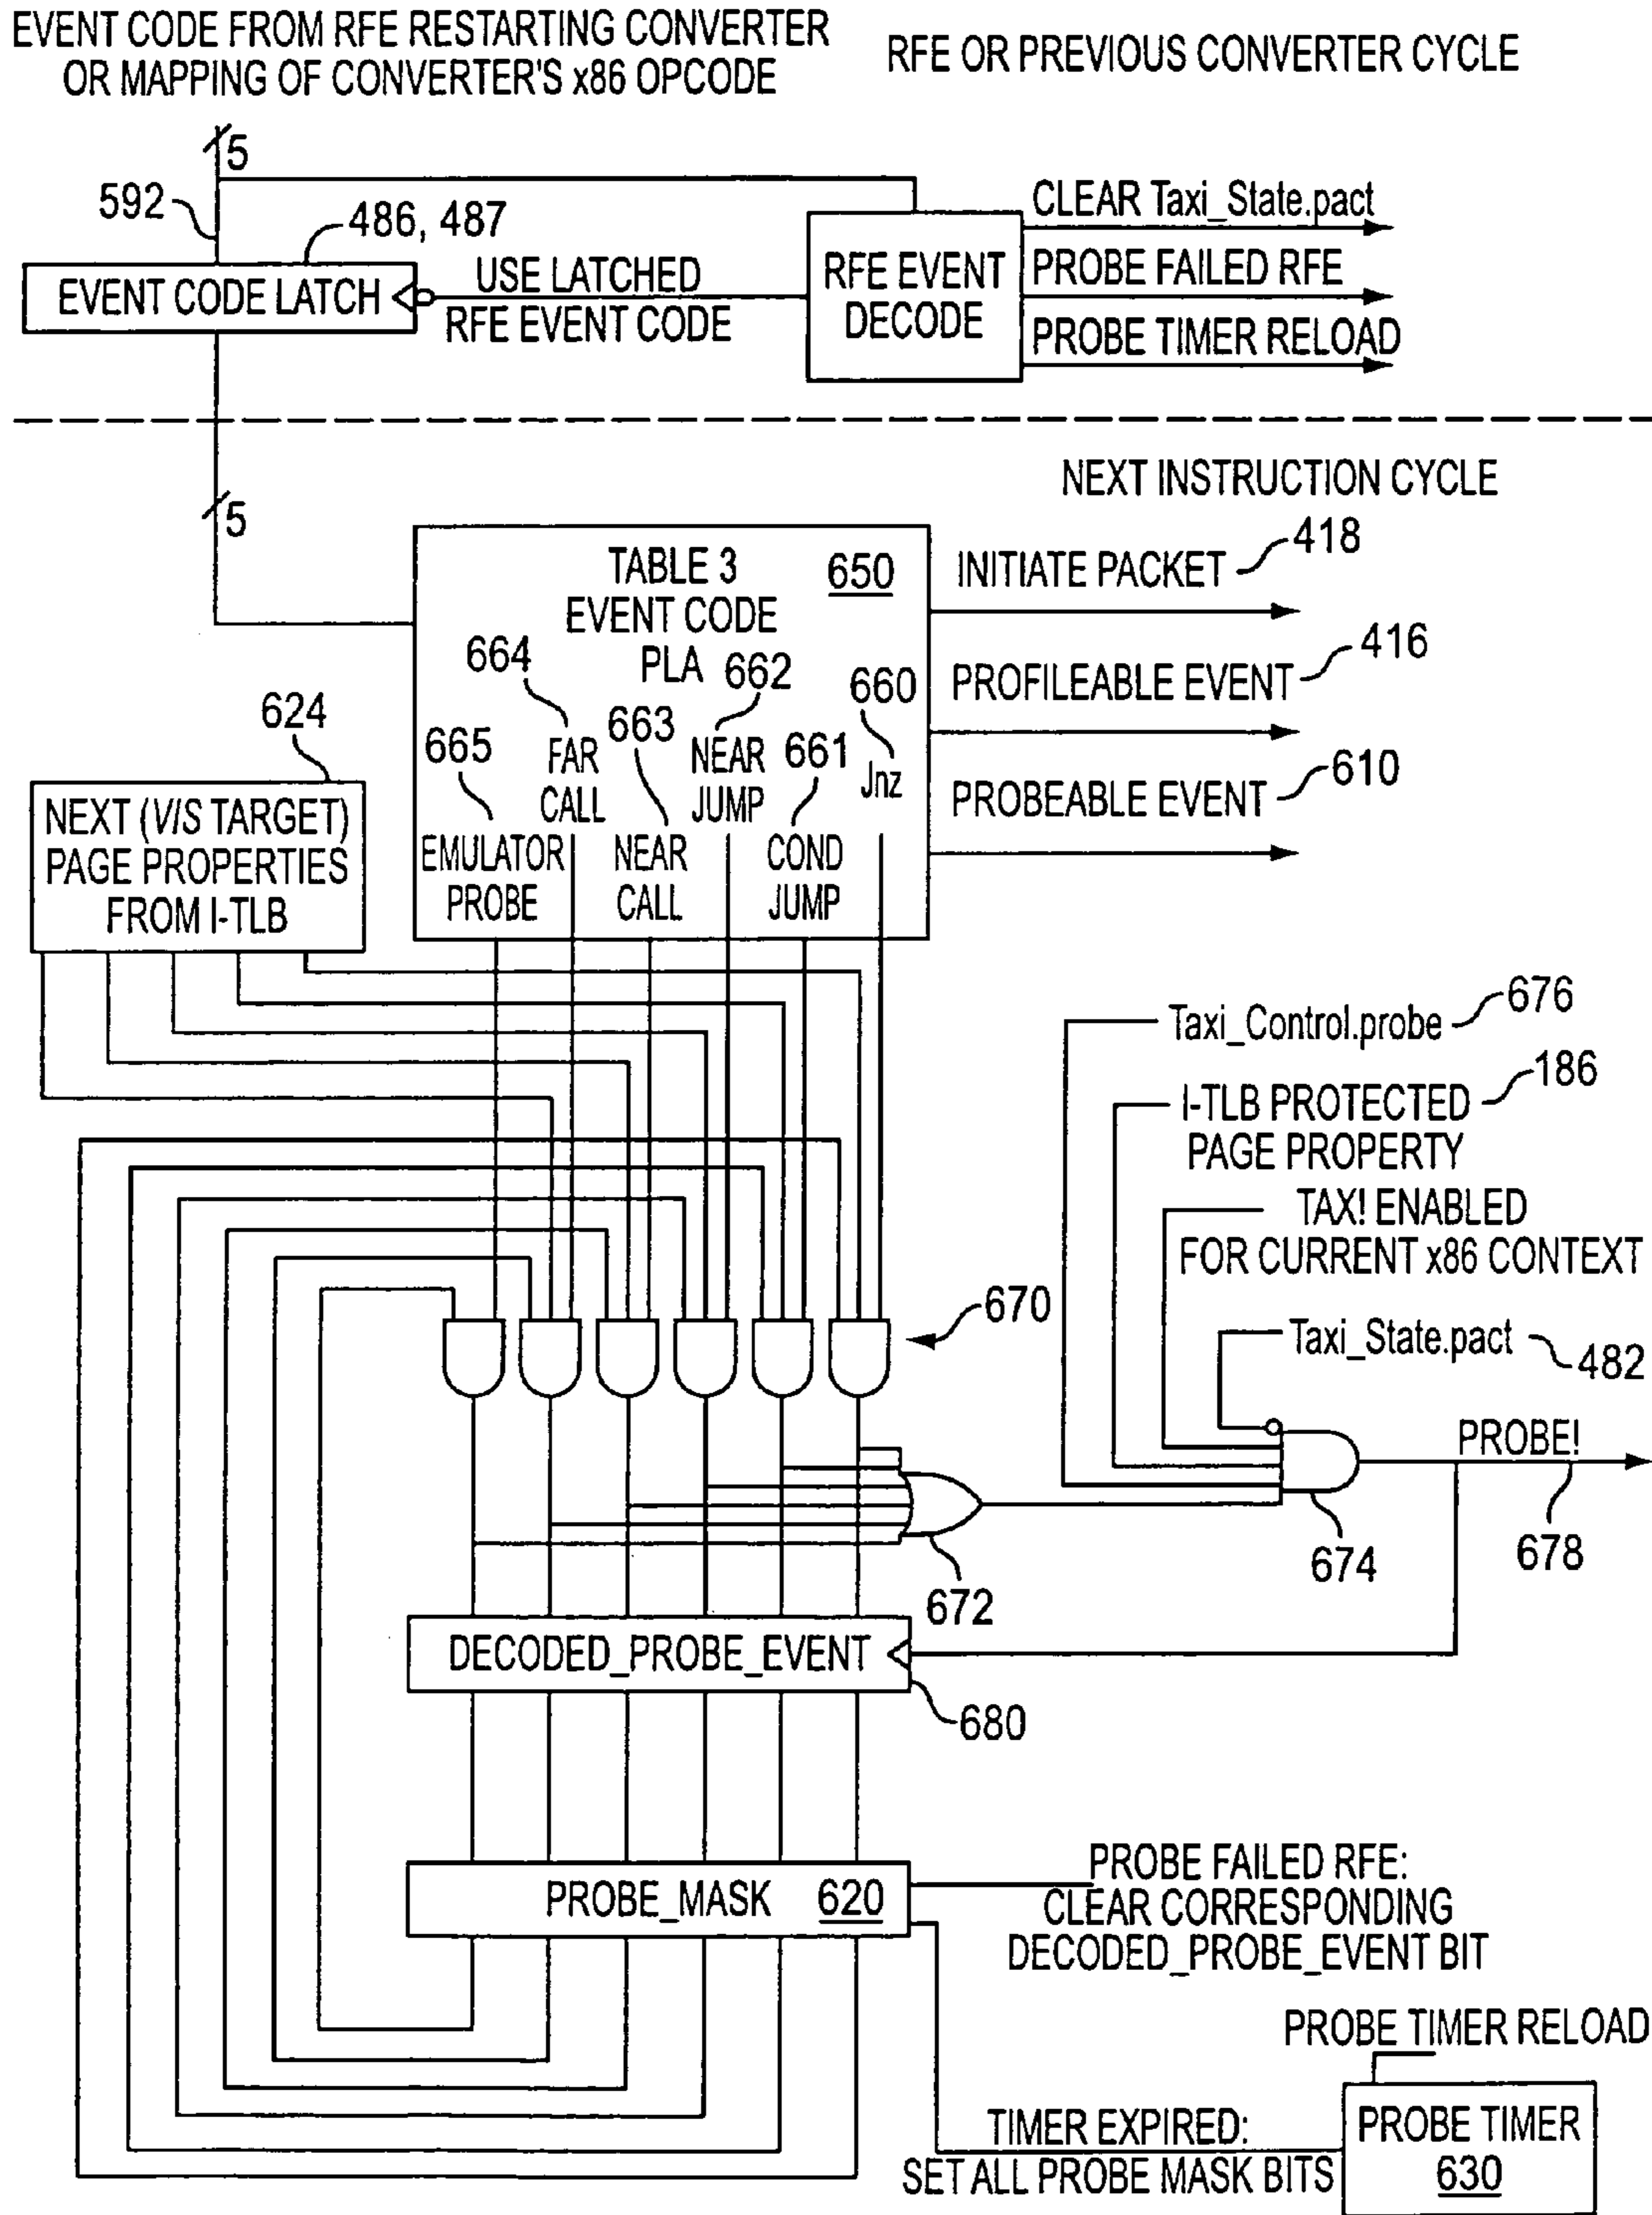 EVENT CODE FROM RFE RESTARTING CONVERTER
OR MAPPING OF CONVERTER'S x86 OPCODE
RFE OR PREVIOUS CONVERTER CYCLE
5
592
486, 487
EVENT CODE LATCH
USE LATCHED
RFE EVENT CODE
RFE EVENT
DECODE
CLEAR Taxi_State.pact
PROBE FAILED RFE
PROBE TIMER RELOAD
NEXT INSTRUCTION CYCLE
5
TABLE 3
650
EVENT CODE
PLA
INITIATE PACKET
418
PROFILEABLE EVENT
416
PROBEABLE EVENT
610
664
662
660
665
FAR
CALL
663
NEAR
JUMP
661
Jnz
EMULATOR
PROBE
NEAR
CALL
COND
JUMP
624
NEXT (V/S TARGET)
PAGE PROPERTIES
FROM I-TLB
Taxi_Control.probe
676
I-TLB PROTECTED
PAGE PROPERTY
186
TAX! ENABLED
FOR CURRENT x86 CONTEXT
670
Taxi_State.pact
482
PROBE!
672
674
678
DECODED_PROBE_EVENT
680
PROBE_MASK
620
PROBE FAILED RFE:
CLEAR CORRESPONDING
DECODED_PROBE_EVENT BIT
PROBE TIMER RELOAD
TIMER EXPIRED:
SET ALL PROBE MASK BITS
PROBE TIMER
630